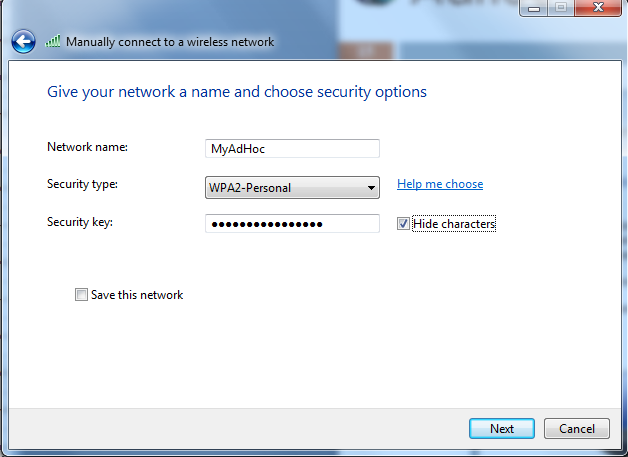 Manually connect to a wireless network
Give your network a name and choose security options
Network name: MyAdHoc
Security type: WPA2-Personal Help me choose
Security key: ●●●●●●●●●●●●●●●● Hide characters
Save this network
Next Cancel